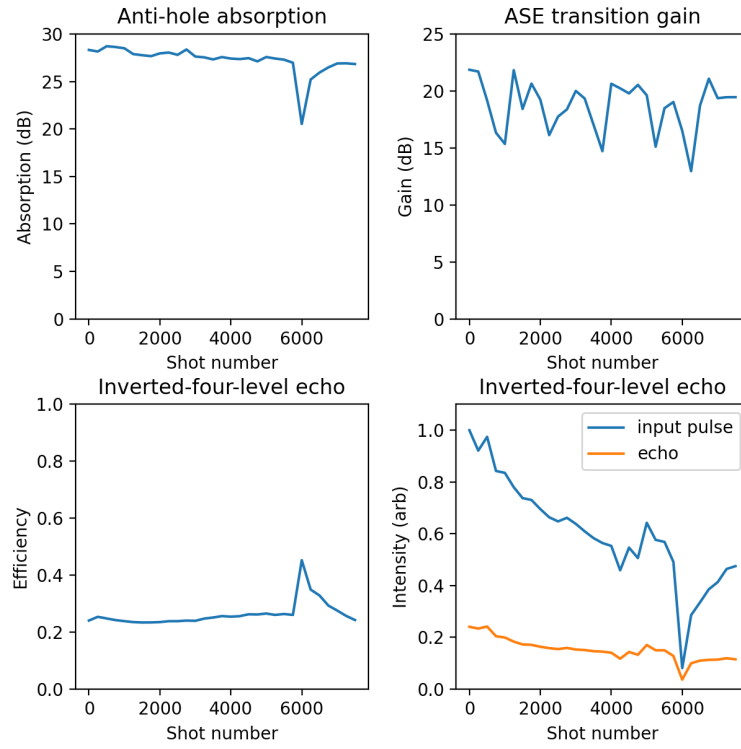 Anti-hole absorption
30
25
20
15
10
5
0
Absorption (dB)
0 2000 4000 6000
Shot number
ASE transition gain
25
20
15
10
5
0
Gain (dB)
0 2000 4000 6000
Shot number
Inverted-four-level echo
1.0
0.8
0.6
0.4
0.2
0.0
Efficiency
0 2000 4000 6000
Shot number
Inverted-four-level echo
input pulse
echo
1.0
0.8
0.6
0.4
0.2
0.0
Intensity (arb)
0 2000 4000 6000
Shot number